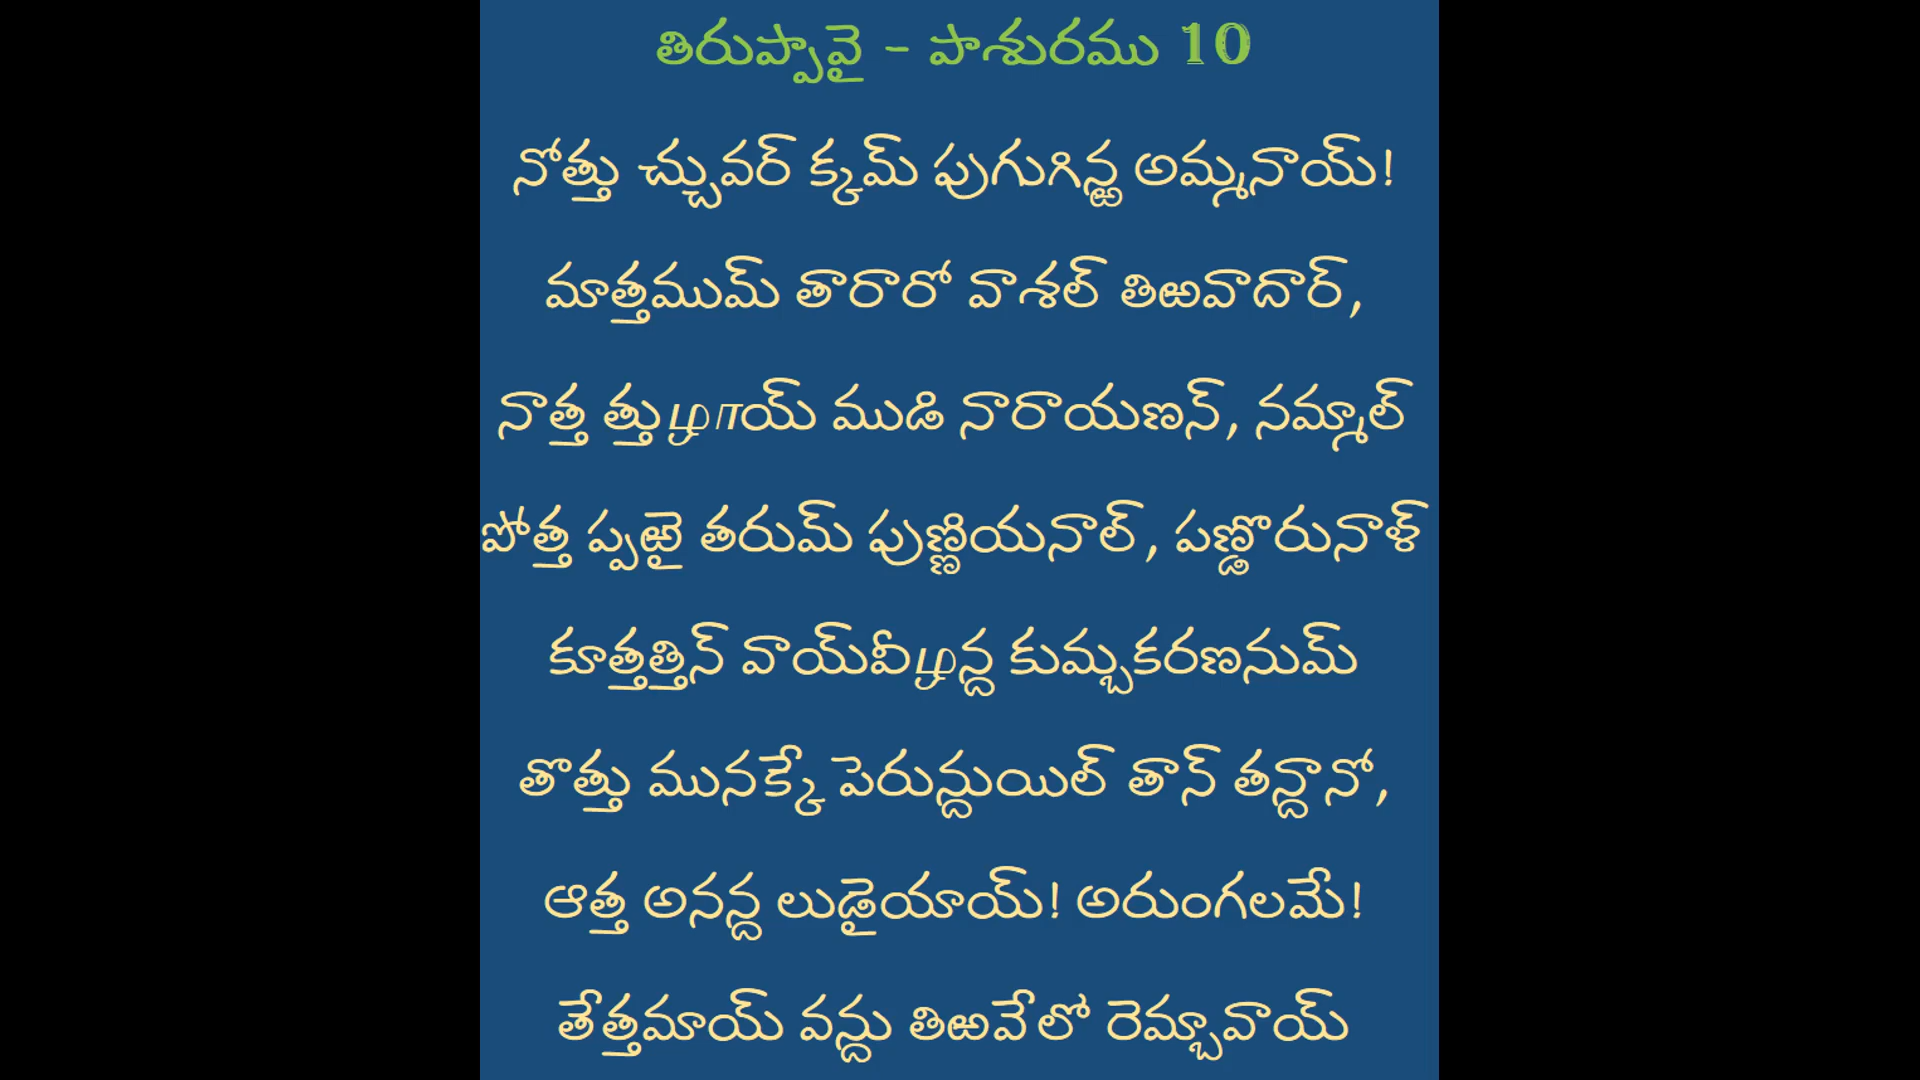 తిరుప్పావై - పాశురము 10
నోత్తు చ్చువర్ క్కమ్ పుగుగిన్ఱ అమ్మనాయ్!
మాత్తముమ్ తారారో వాశల్ తిఱవాదార్,
నాత్త త్తుழாయ్ ముడి నారాయణన్, నమ్మాల్
పోత్త ప్పఱై తరుమ్ పుణ్ణియనాల్, పణ్డొరునాళ్
కూత్తత్తిన్ వాయ్‌వీழన్ద కుమ్బకరణనుమ్
తొత్తు మునక్కే పెరున్దుయిల్ తాన్ తన్దానో,
ఆత్త అనన్ద లుడైయాయ్! అరుంగలమే!
తేత్తమాయ్ వన్దు తిఱవేలో రెమ్బావాయ్